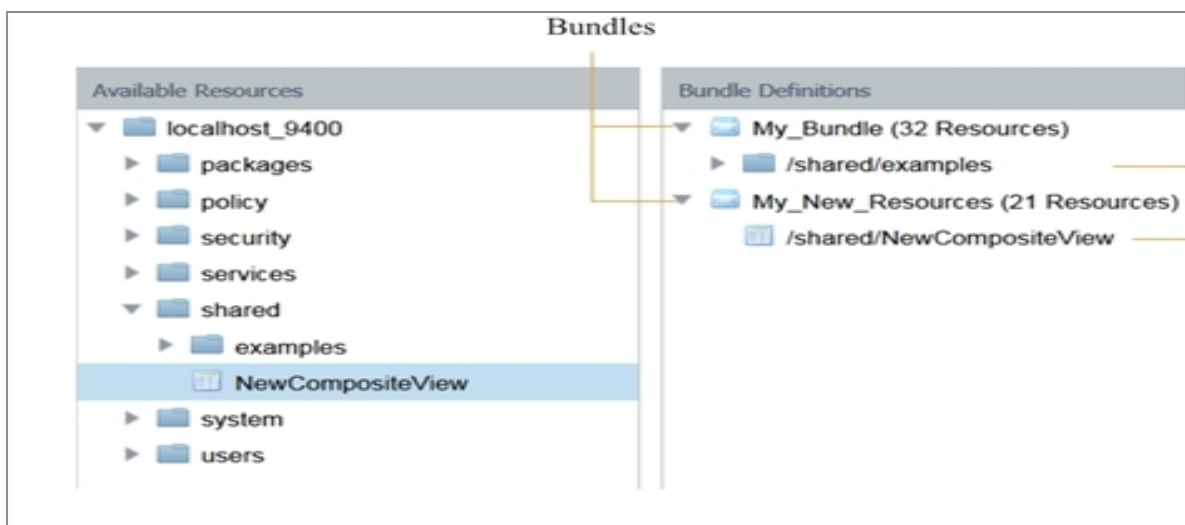 Bundles
Available Resources
localhost_9400
packages
policy
security
services
shared
examples
NewCompositeView
system
users
Bundle Definitions
My_Bundle (32 Resources)
/shared/examples
My_New_Resources (21 Resources)
/shared/NewCompositeView